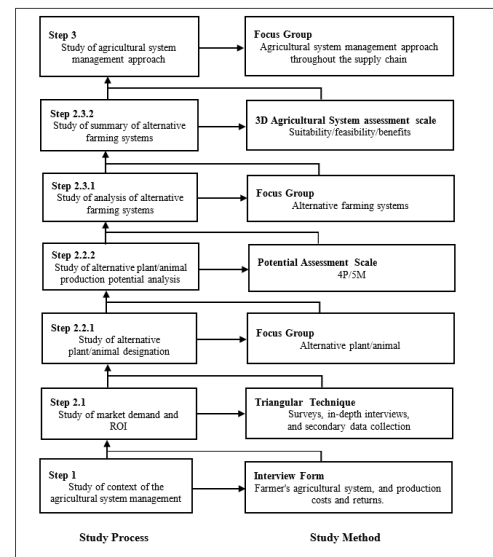 Step 3
Study of agricultural system
management approach
Focus Group
Agricultural system management approach
throughout the supply chain
Step 2.3.2
Study of summary of alternative
farming systems
3D Agricultural System assessment scale
Suitability/feasibility/benefits
Step 2.3.1
Study of analysis of alternative
farming systems
Focus Group
Alternative farming systems
Step 2.2.2
Study of alternative plant/animal
production potential analysis
Potential Assessment Scale
4P/5M
Step 2.2.1
Study of alternative
plant/animal designation
Focus Group
Alternative plant/animal
Step 2.1
Study of market demand and
ROI
Triangular Technique
Surveys, in-depth interviews,
and secondary data collection
Step 1
Study of context of the
agricultural system management
Interview Form
Farmer's agricultural system, and production
costs and returns.
Study Process
Study Method